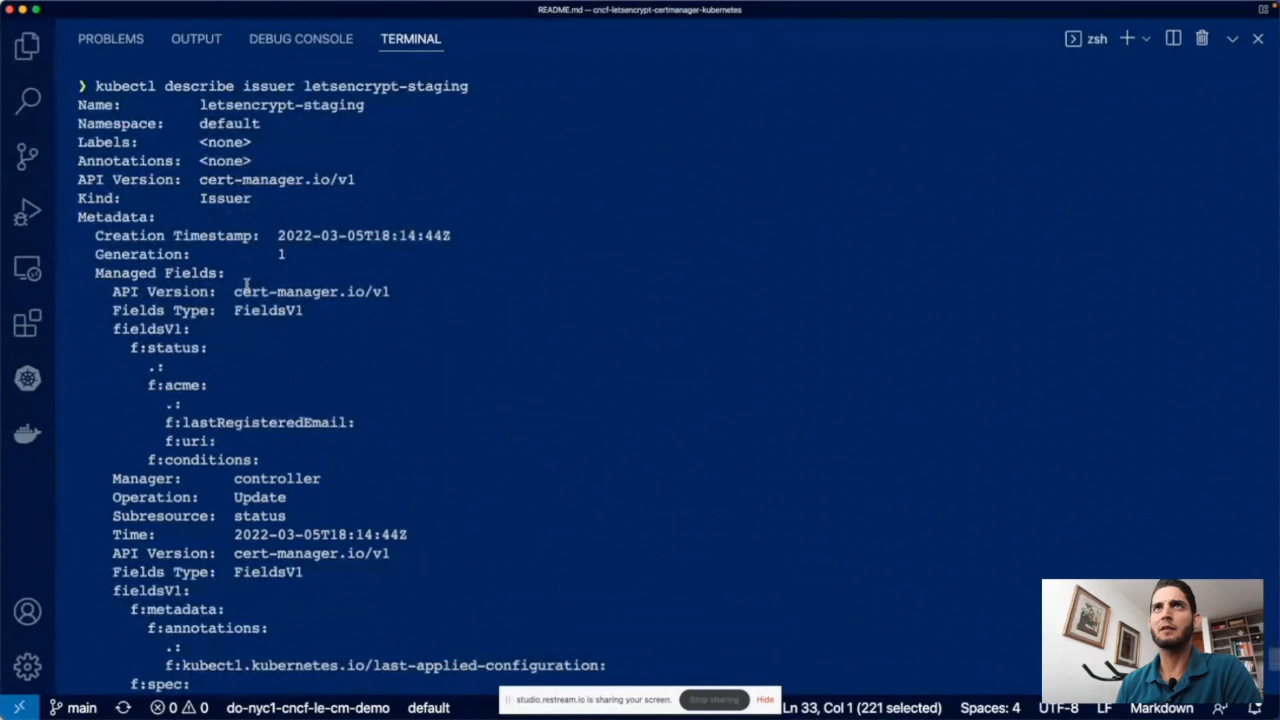 README.md — cncf-letsencrypt-certmanager-kubernetes
PROBLEMS OUTPUT DEBUG CONSOLE TERMINAL zsh
❯ kubectl describe issuer letsencrypt-staging
Name: letsencrypt-staging
Namespace: default
Labels: <none>
Annotations: <none>
API Version: cert-manager.io/v1
Kind: Issuer
Metadata:
Creation Timestamp: 2022-03-05T18:14:44Z
Generation: 1
Managed Fields:
API Version: cert-manager.io/v1
Fields Type: FieldsV1
fieldsV1:
f:status:
.:
f:acme:
.:
f:lastRegisteredEmail:
f:uri:
f:conditions:
Manager: controller
Operation: Update
Subresource: status
Time: 2022-03-05T18:14:44Z
API Version: cert-manager.io/v1
Fields Type: FieldsV1
fieldsV1:
f:metadata:
f:annotations:
.:
f:kubectl.kubernetes.io/last-applied-configuration:
f:spec:
studio.restream.io is sharing your screen. Stop sharing Hide
main 0 0 do-nyc1-cncf-le-cm-demo default Ln 33, Col 1 (221 selected) Spaces: 4 UTF-8 LF Markdown